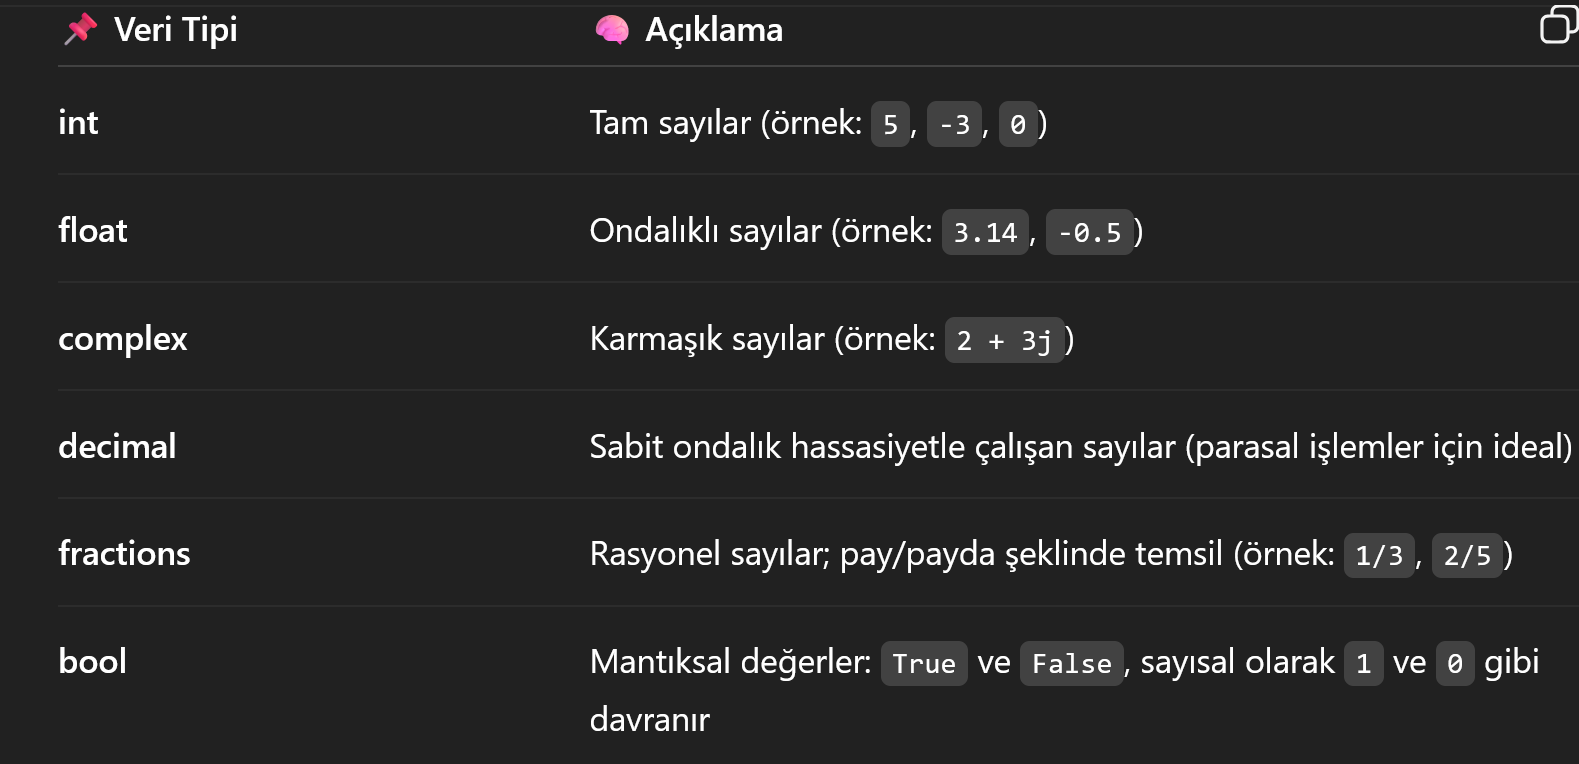 📌 Veri Tipi 🧠 Açıklama
int Tam sayılar (örnek: 5, -3, 0)
float Ondalıklı sayılar (örnek: 3.14, -0.5)
complex Karmaşık sayılar (örnek: 2 + 3j)
decimal Sabit ondalık hassasiyetle çalışan sayılar (parasal işlemler için ideal)
fractions Rasyonel sayılar; pay/payda şeklinde temsil (örnek: 1/3, 2/5)
bool Mantıksal değerler: True ve False, sayısal olarak 1 ve 0 gibi
davranır